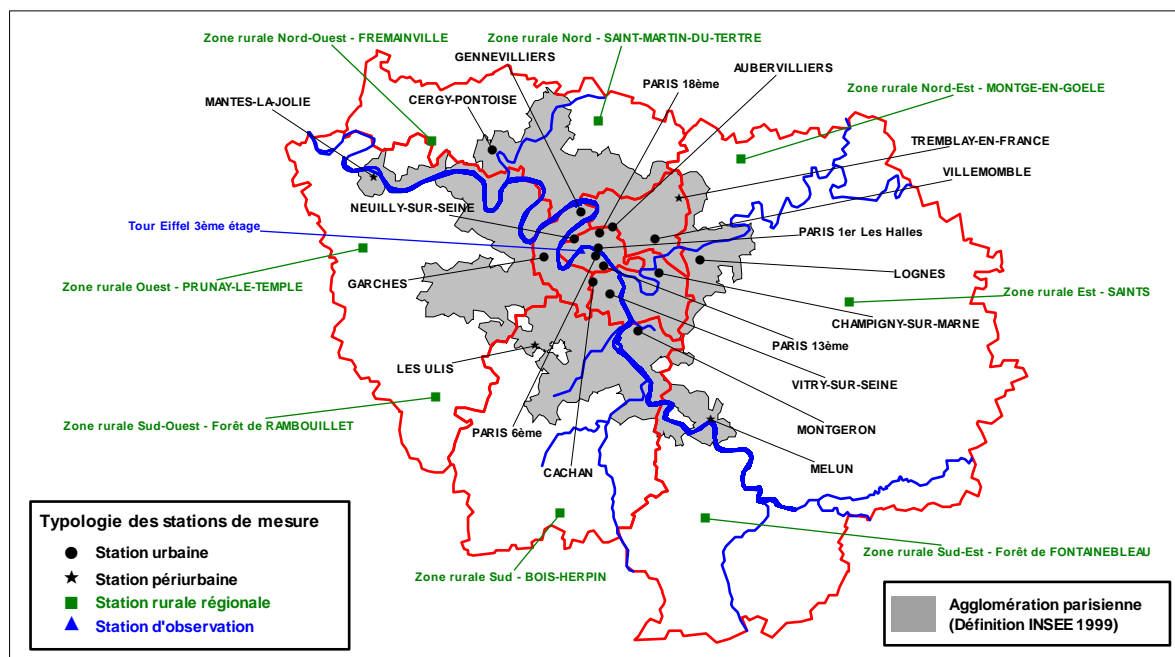 Zone rurale Nord-Ouest - FREMAINVILLE
Zone rurale Nord - SAINT-MARTIN-DU-TERTRE
GENNEVILLIERS
AUBERVILLIERS
PARIS 18ème
Zone rurale Nord-Est - MONTGE-EN-GOELE
MANTES-LA-JOLIE
CERGY-PONTOISE
TREMBLAY-EN-FRANCE
VILLEMOMBLE
NEUILLY-SUR-SEINE
Tour Eiffel 3ème étage
PARIS 1er Les Halles
LOGNES
GARCHES
Zone rurale Ouest - PRUNAY-LE-TEMPLE
Zone rurale Est - SAINTS
CHAMPIGNY-SUR-MARNE
PARIS 13ème
LES ULIS
VITRY-SUR-SEINE
Zone rurale Sud-Ouest - Forêt de RAMBOUILLET
PARIS 6ème
MONTGERON
CACHAN
MELUN
Zone rurale Sud-Est - Forêt de FONTAINEBLEAU
Zone rurale Sud - BOIS-HERPIN
Typologie des stations de mesure
Station urbaine
Station périurbaine
Station rurale régionale
Station d'observation
Agglomération parisienne
(Définition INSEE 1999)